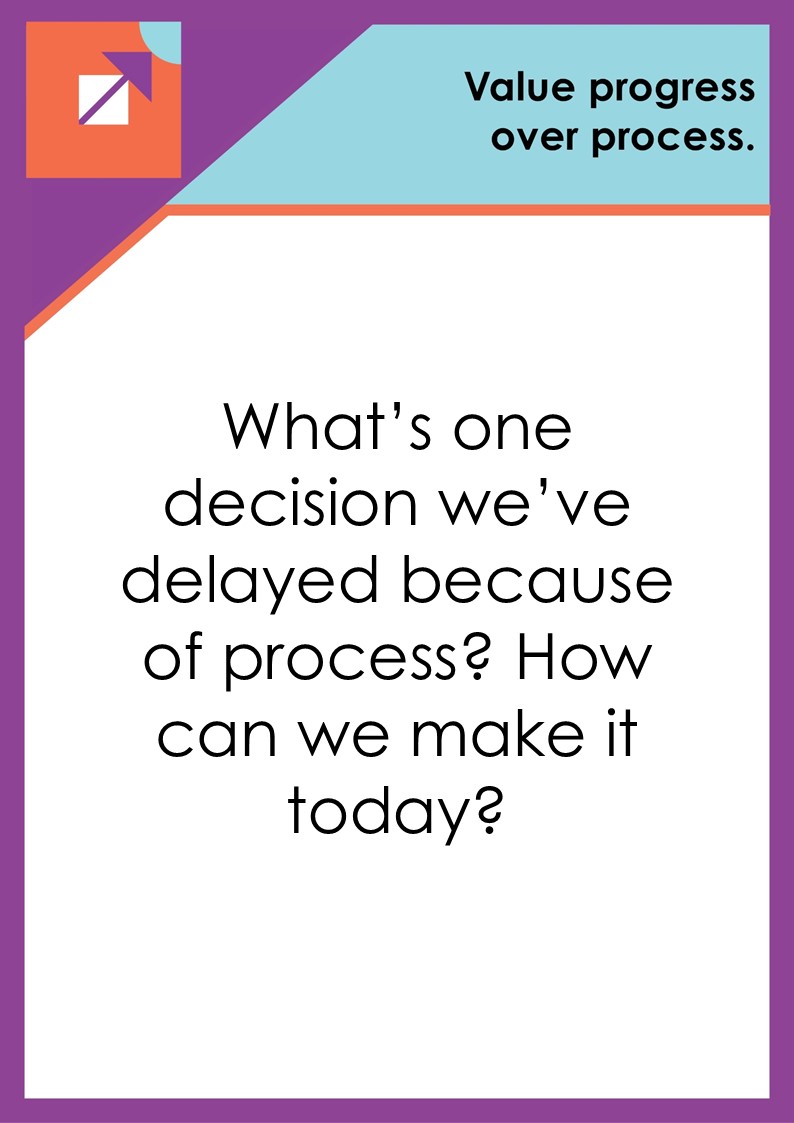 Value progress
over process.
What’s one
decision we’ve
delayed because
of process? How
can we make it
today?